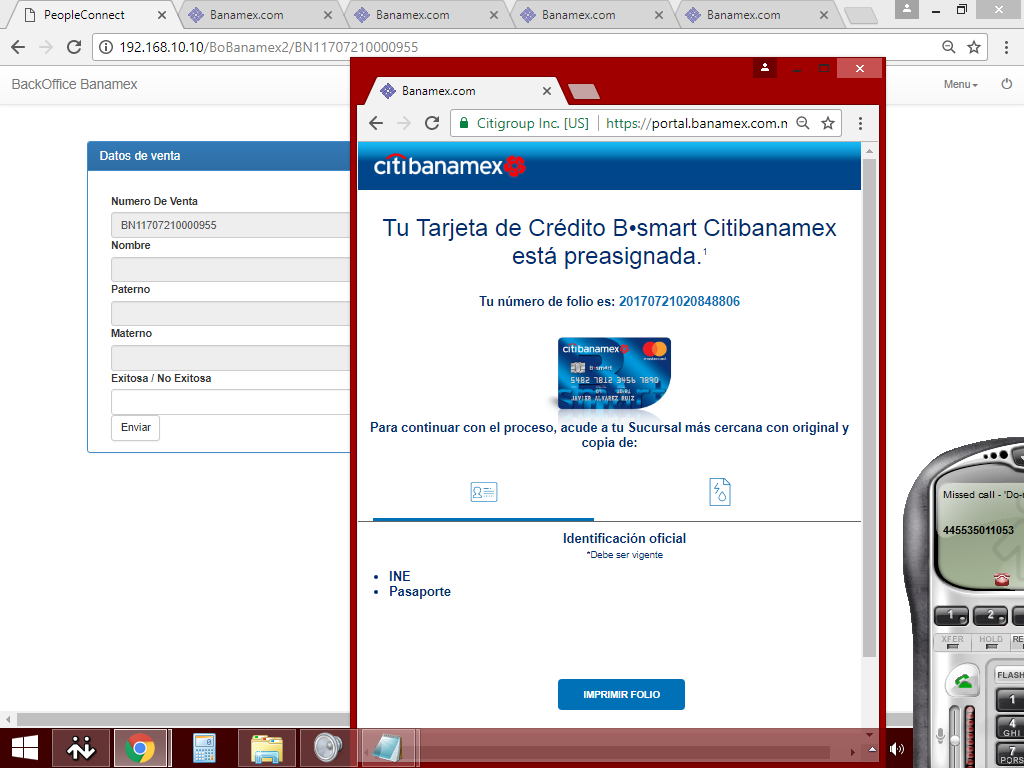 PeopleConnect
Banamex.com
Banamex.com
Banamex.com
Banamex.com
192.168.10.10/BoBanamex2/BN11707210000955
BackOffice Banamex
Menu
Datos de venta
Numero De Venta
BN11707210000955
Nombre
Paterno
Materno
Exitosa / No Exitosa
Enviar
Banamex.com
Citigroup Inc. [US]
https://portal.banamex.com.m
citibanamex
Tu Tarjeta de Crédito B•smart Citibanamex
está preasignada.1
Tu número de folio es: 20170721020848806
citibanamex
mastercard
B•smart
5482 7812 3456 7890
JAVIER ALVAREZ RUIZ
Para continuar con el proceso, acude a tu Sucursal más cercana con original y
copia de:
Identificación oficial
*Debe ser vigente
• INE
• Pasaporte
IMPRIMIR FOLIO
Missed call - 'Do-
445535011053
1
2
XFER
HOLD
RE
FLASH
1
4
GHI
7
PQRS